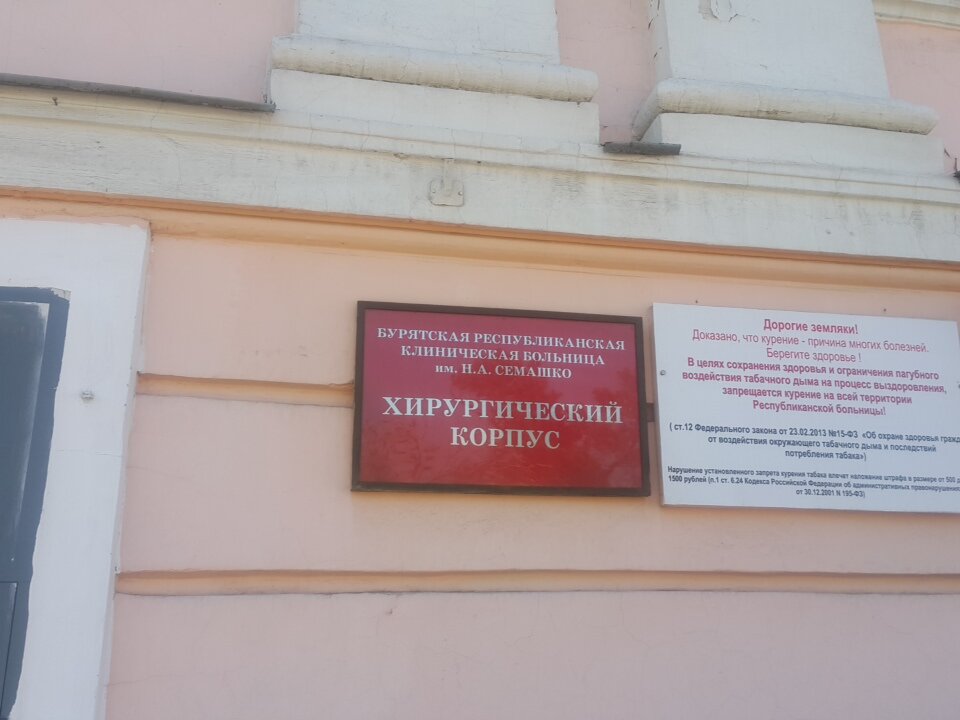 БУРЯТСКАЯ РЕСПУБЛИКАНСКАЯ
КЛИНИЧЕСКАЯ БОЛЬНИЦА
им. Н.А. СЕМАШКО
ХИРУРГИЧЕСКИЙ
КОРПУС
Дорогие земляки!
Доказано, что курение - причина многих болезней.
Берегите здоровье !
В целях сохранения здоровья и ограничения пагубного
воздействия табачного дыма на процесс выздоровления,
запрещается курение на всей территории
Республиканской больницы!
( ст.12 Федерального закона от 23.02.2013 №15-ФЗ «Об охране здоровья гражд
от воздействия окружающего табачного дыма и последствий
потребления табака»)
Нарушение установленного запрета курения табака влечет наложение штрафа в размере от 500 д
1500 рублей (п.1 ст. 6.24 Кодекса Российской Федерации об административных правонарушениях
от 30.12.2001 N 195-ФЗ)